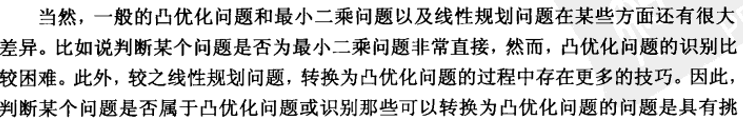 当然，一般的凸优化问题和最小二乘问题以及线性规划问题在某些方面还有很大
差异。比如说判断某个问题是否为最小二乘问题非常直接，然而，凸优化问题的识别比
较困难。此外，较之线性规划问题，转换为凸优化问题的过程中存在更多的技巧。因此，
判断某个问题是否属于凸优化问题或识别那些可以转换为凸优化问题的问题是具有挑